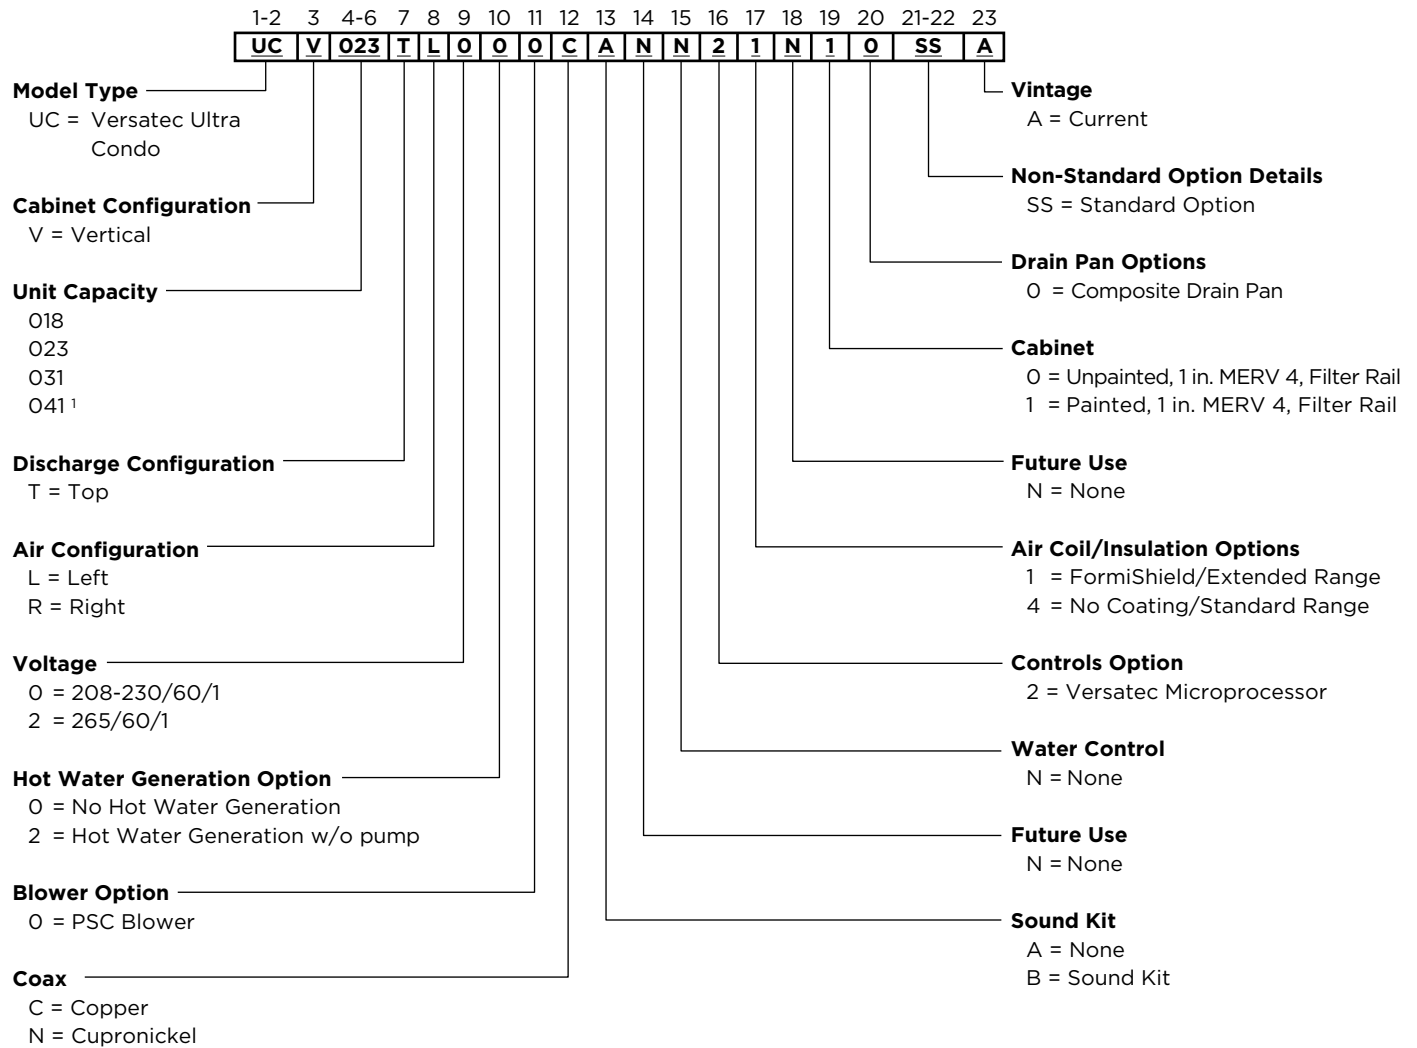 1-2 3 4-6 7 8 9 10 11 12 13 14 15 16 17 18 19 20 21-22 23
UC V 023 T L 0 0 0 C A N N 2 1 N 1 0 SS A
Model Type
UC = Versatec Ultra
Condo
Cabinet Configuration
V = Vertical
Unit Capacity
018
023
031
041 ¹
Discharge Configuration
T = Top
Air Configuration
L = Left
R = Right
Voltage
0 = 208-230/60/1
2 = 265/60/1
Hot Water Generation Option
0 = No Hot Water Generation
2 = Hot Water Generation w/o pump
Blower Option
0 = PSC Blower
Coax
C = Copper
N = Cupronickel
Vintage
A = Current
Non-Standard Option Details
SS = Standard Option
Drain Pan Options
0 = Composite Drain Pan
Cabinet
0 = Unpainted, 1 in. MERV 4, Filter Rail
1 = Painted, 1 in. MERV 4, Filter Rail
Future Use
N = None
Air Coil/Insulation Options
1 = FormiShield/Extended Range
4 = No Coating/Standard Range
Controls Option
2 = Versatec Microprocessor
Water Control
N = None
Future Use
N = None
Sound Kit
A = None
B = Sound Kit